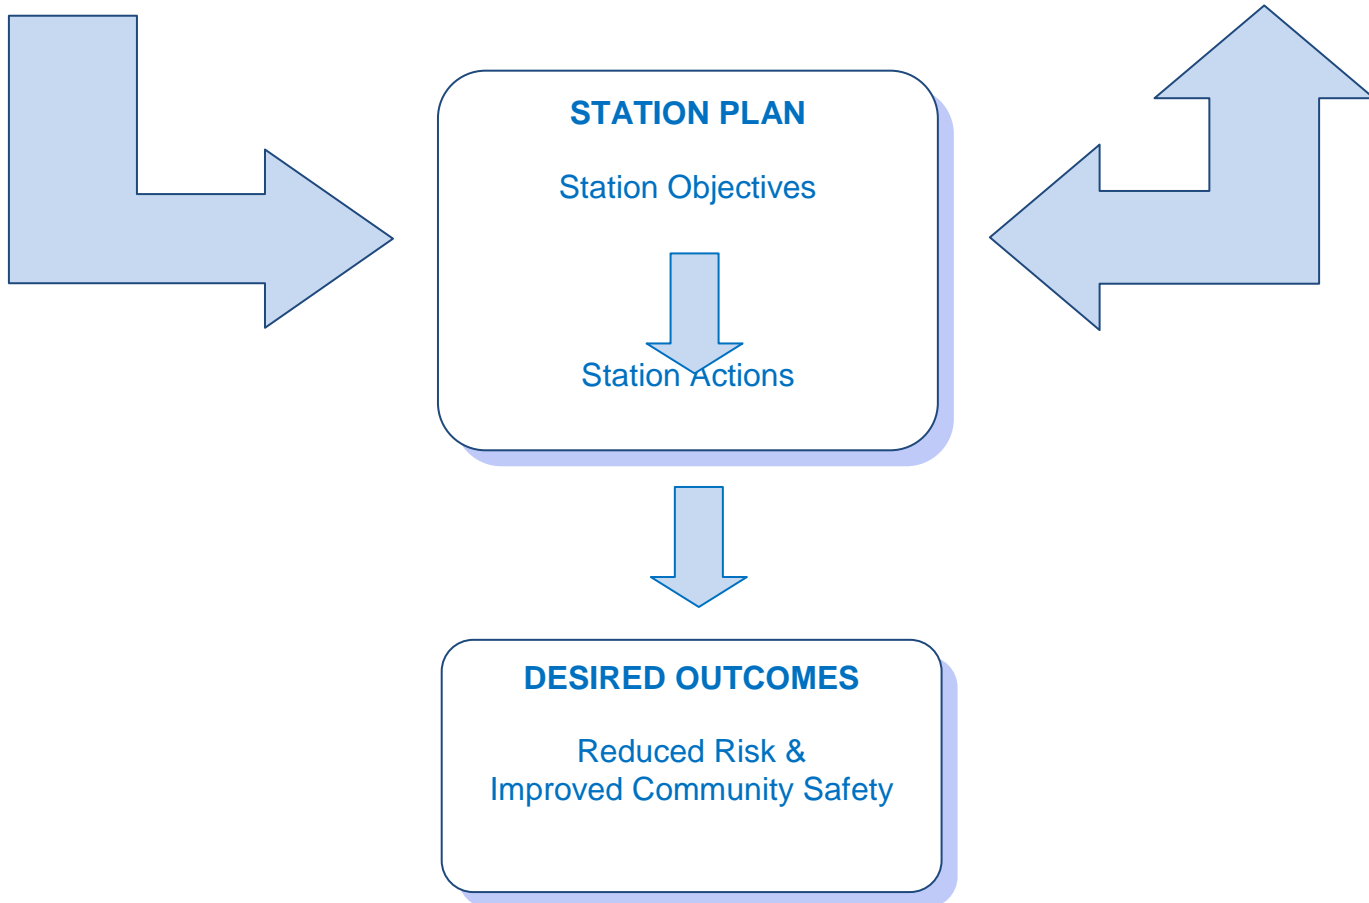 STATION PLAN
Station Objectives
Station Actions
DESIRED OUTCOMES
Reduced Risk &
Improved Community Safety